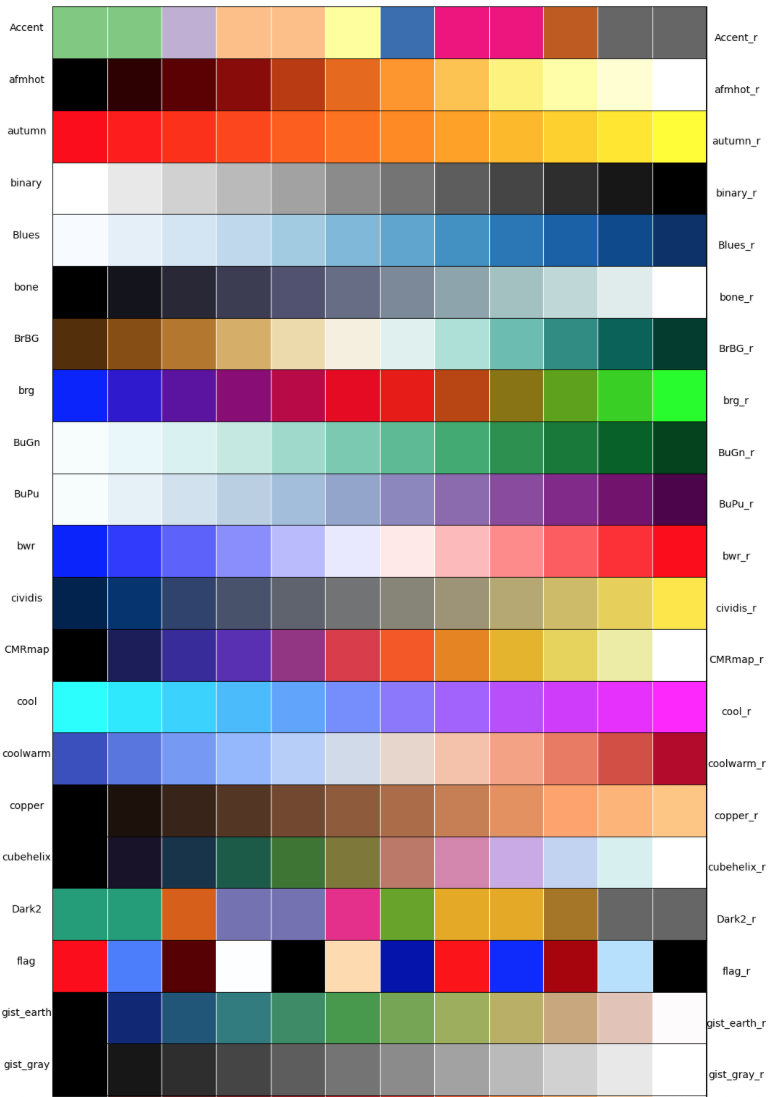 Accent Accent_r
afmhot afmhot_r
autumn autumn_r
binary binary_r
Blues Blues_r
bone bone_r
BrBG BrBG_r
brg brg_r
BuGn BuGn_r
BuPu BuPu_r
bwr bwr_r
cividis cividis_r
CMRmap CMRmap_r
cool cool_r
coolwarm coolwarm_r
copper copper_r
cubehelix cubehelix_r
Dark2 Dark2_r
flag flag_r
gist_earth gist_earth_r
gist_gray gist_gray_r